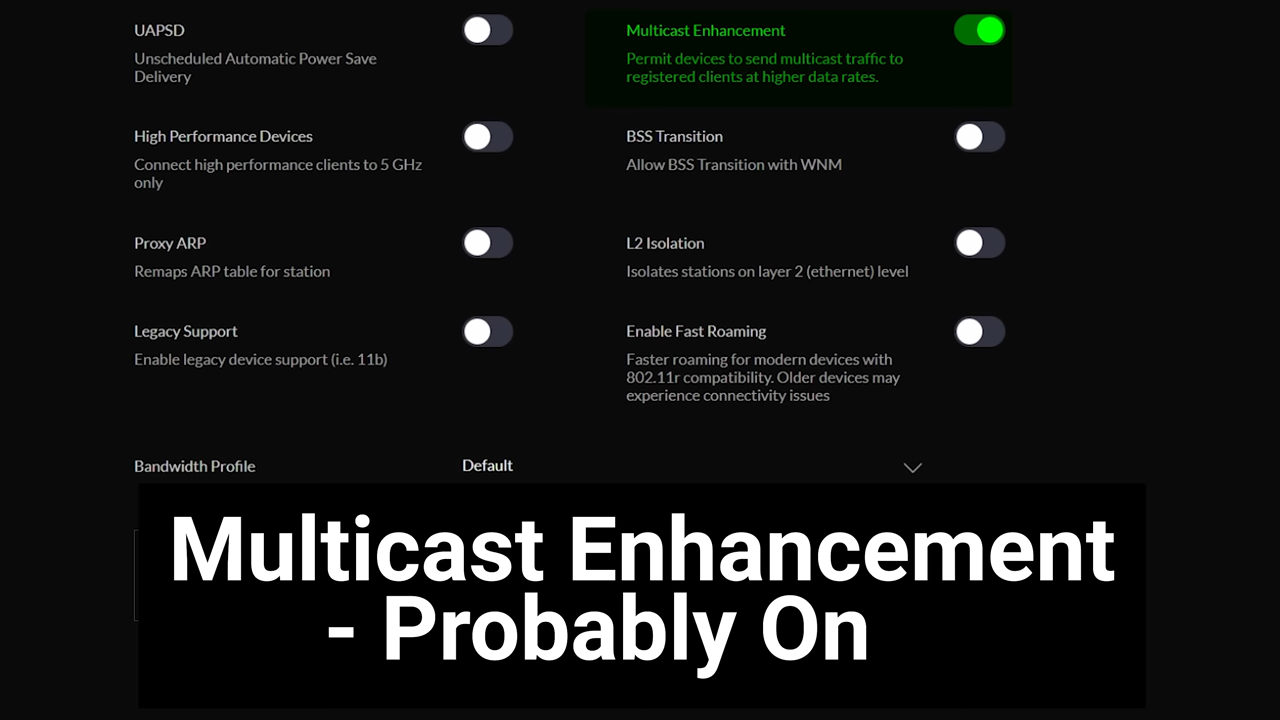 UAPSD
Unscheduled Automatic Power Save
Delivery
Multicast Enhancement
Permit devices to send multicast traffic to
registered clients at higher data rates.
High Performance Devices
Connect high performance clients to 5 GHz
only
BSS Transition
Allow BSS Transition with WNM
Proxy ARP
Remaps ARP table for station
L2 Isolation
Isolates stations on layer 2 (ethernet) level
Legacy Support
Enable legacy device support (i.e. 11b)
Enable Fast Roaming
Faster roaming for modern devices with
802.11r compatibility. Older devices may
experience connectivity issues
Bandwidth Profile
Default
Multicast Enhancement
- Probably On